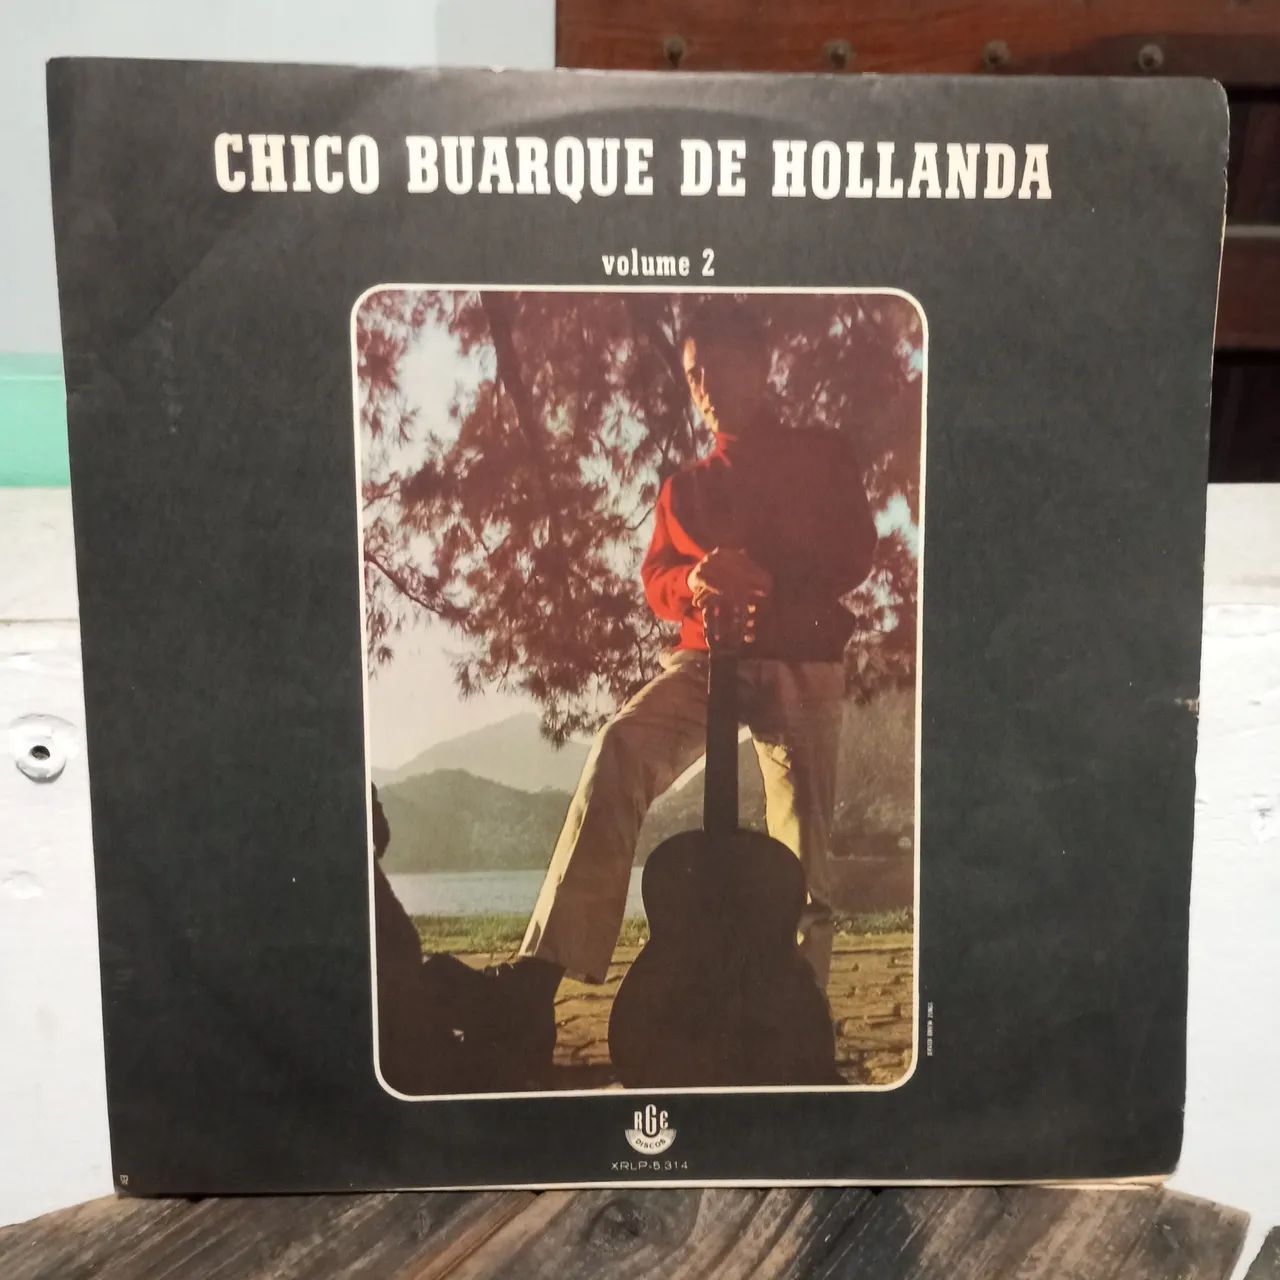 CHICO BUARQUE DE HOLLANDA
volume 2
RGE
DISCOS
XRLP-5.314